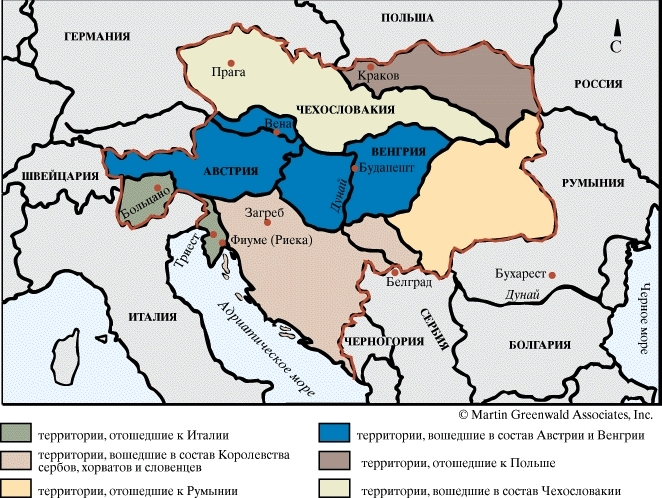 ПОЛЬША
ГЕРМАНИЯ
С
Прага
Краков
РОССИЯ
ЧЕХОСЛОВАКИЯ
Вена
ВЕНГРИЯ
Будапешт
АВСТРИЯ
ШВЕЙЦАРИЯ
РУМЫНИЯ
Больцано
Дунай
Загреб
Триест
Фиуме (Риека)
Белград
Бухарест
Дунай
Черное море
ИТАЛИЯ
Адриатическое море
ЧЕРНОГОРИЯ
СЕРБИЯ
БОЛГАРИЯ
© Martin Greenwald Associates, Inc.
территории, отошедшие к Италии
территории, вошедшие в состав Австрии и Венгрии
территории, вошедшие в состав Королевства
сербов, хорватов и словенцев
территории, отошедшие к Польше
территории, отошедшие к Румынии
территории, вошедшие в состав Чехословакии